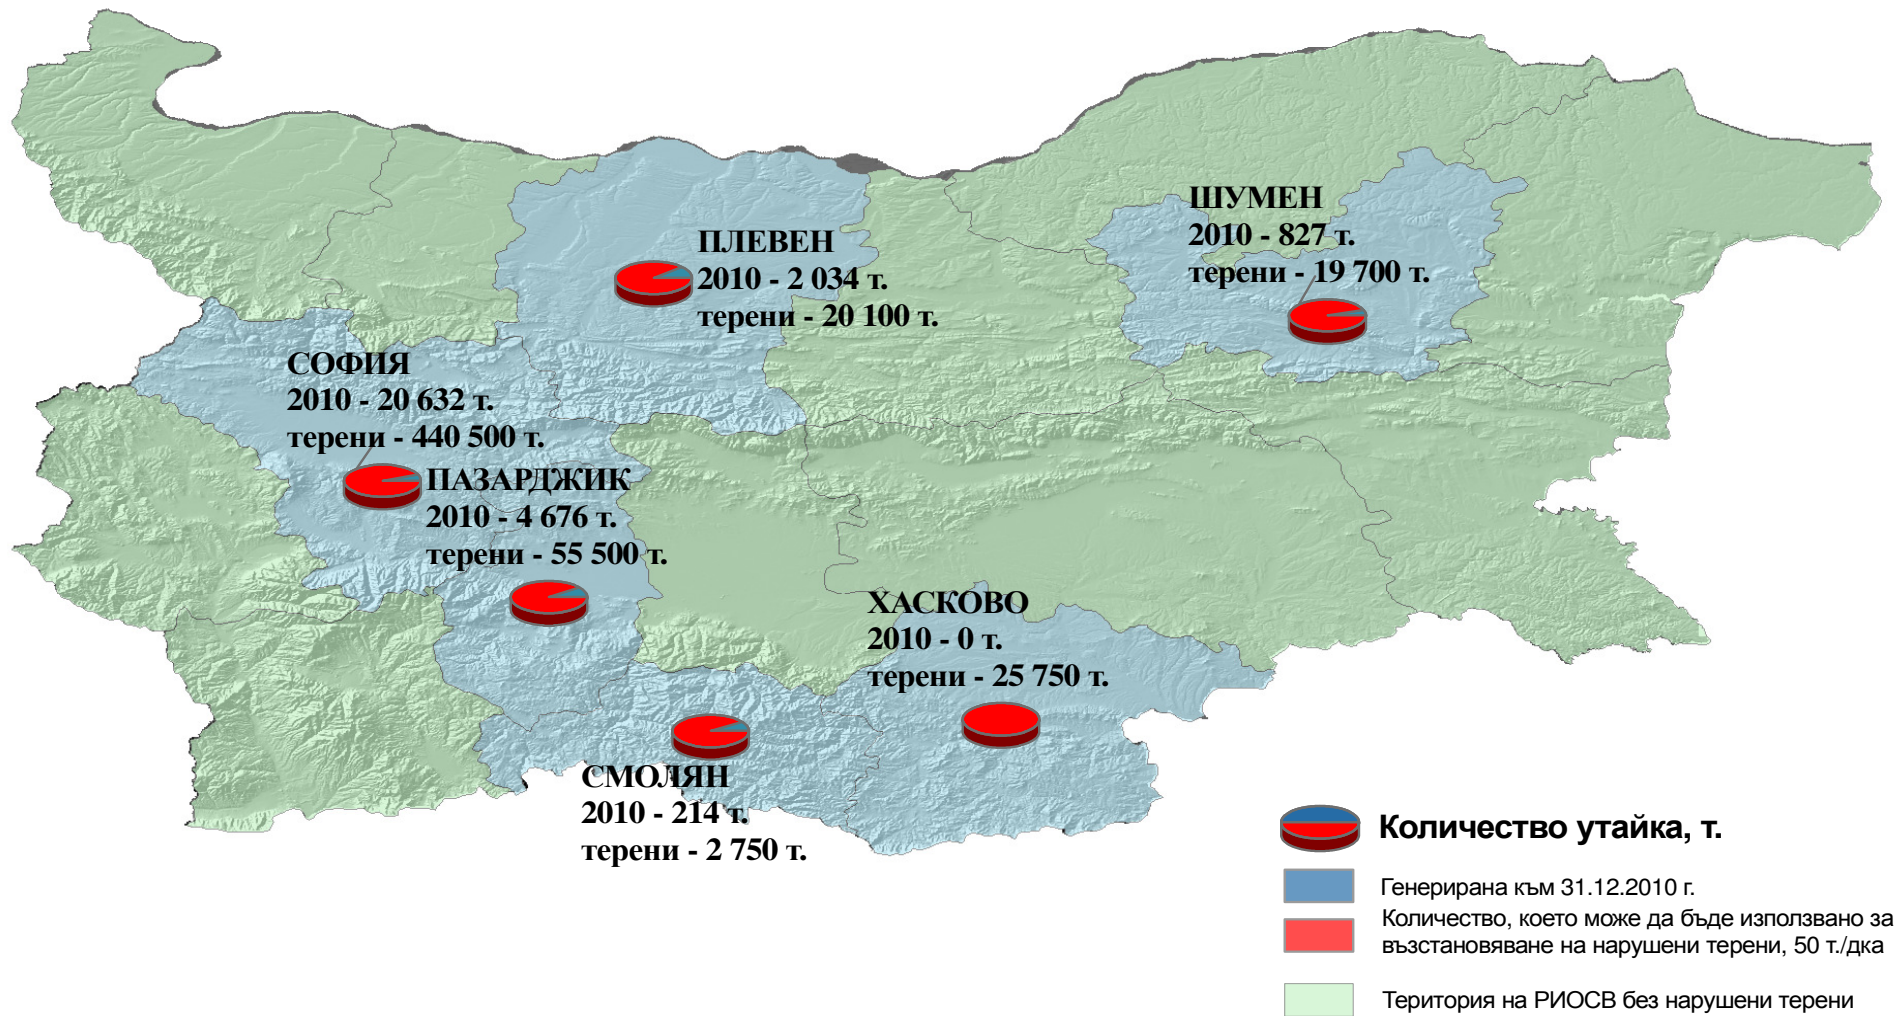 ШУМЕН
2010 - 827 т.
терени - 19 700 т.
ПЛЕВЕН
2010 - 2 034 т.
терени - 20 100 т.
СОФИЯ
2010 - 20 632 т.
терени - 440 500 т.
ПАЗАРДЖИК
2010 - 4 676 т.
терени - 55 500 т.
ХАСКОВО
2010 - 0 т.
терени - 25 750 т.
СМОЛЯН
2010 - 214 т.
терени - 2 750 т.
Количество утайка, т.
Генерирана към 31.12.2010 г.
Количество, което може да бъде използвано за
възстановяване на нарушени терени, 50 т./дка
Територия на РИОСВ без нарушени терени